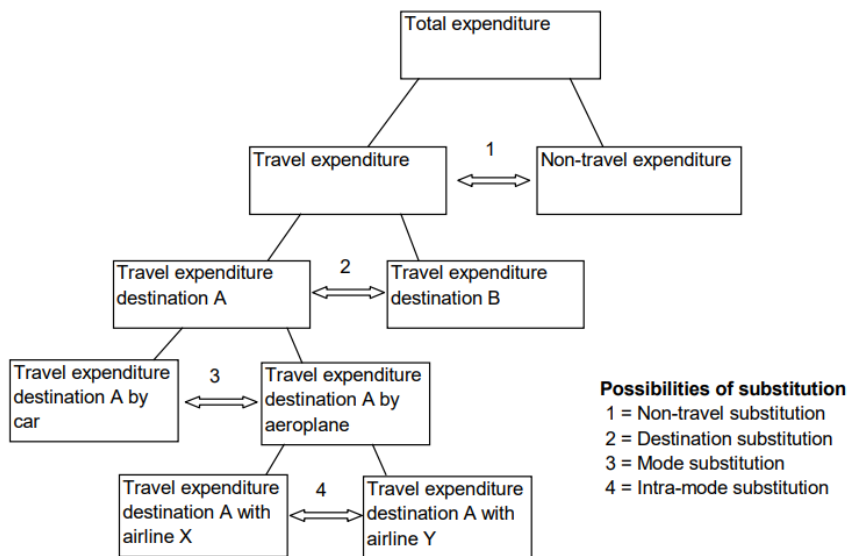 Total expenditure
Travel expenditure
1
Non-travel expenditure
Travel expenditure
destination A
2
Travel expenditure
destination B
Travel expenditure
destination A by
car
3
Travel expenditure
destination A by
aeroplane
Possibilities of substitution
1 = Non-travel substitution
2 = Destination substitution
3 = Mode substitution
4 = Intra-mode substitution
Travel expenditure
destination A with
airline X
4
Travel expenditure
destination A with
airline Y